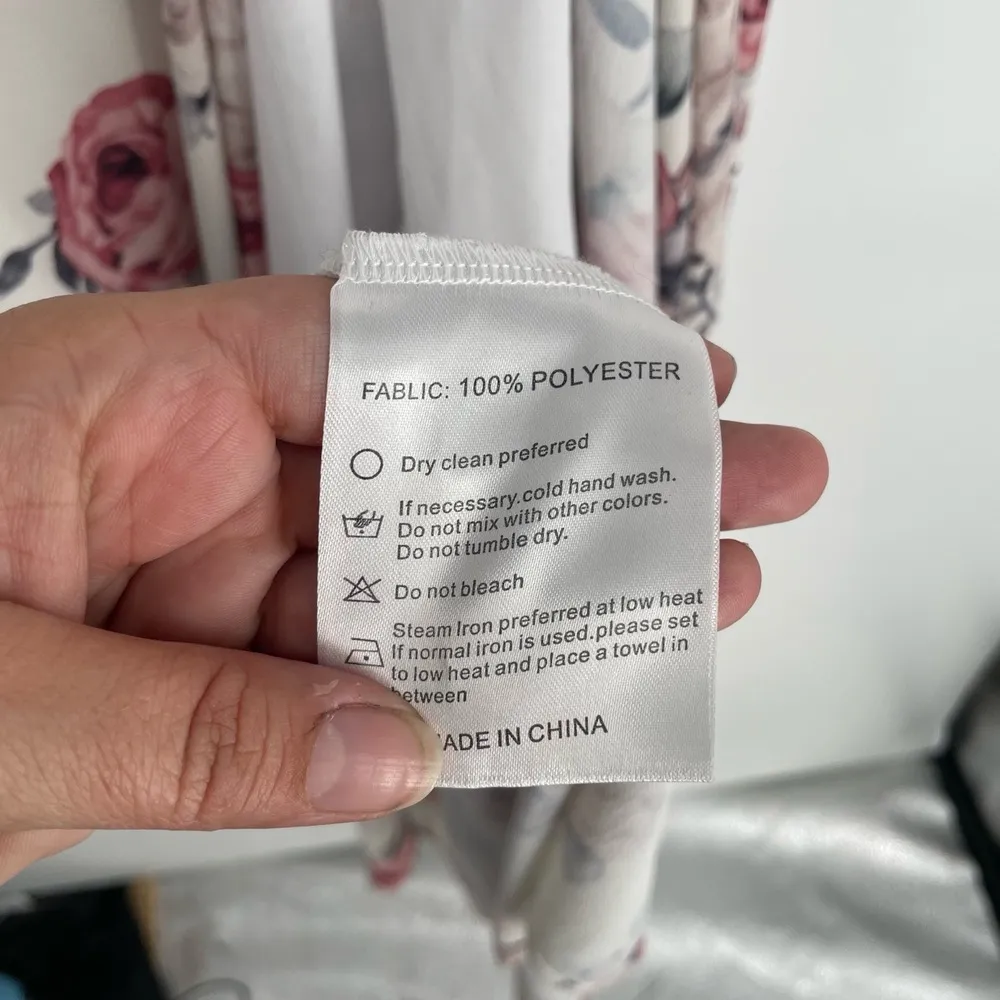 FABLIC: 100% POLYESTER
Dry clean preferred
If necessary.cold hand wash.
Do not mix with other colors.
Do not tumble dry.
Do not bleach
Steam Iron preferred at low heat
If normal iron is used.please set
to low heat and place a towel in
between
MADE IN CHINA